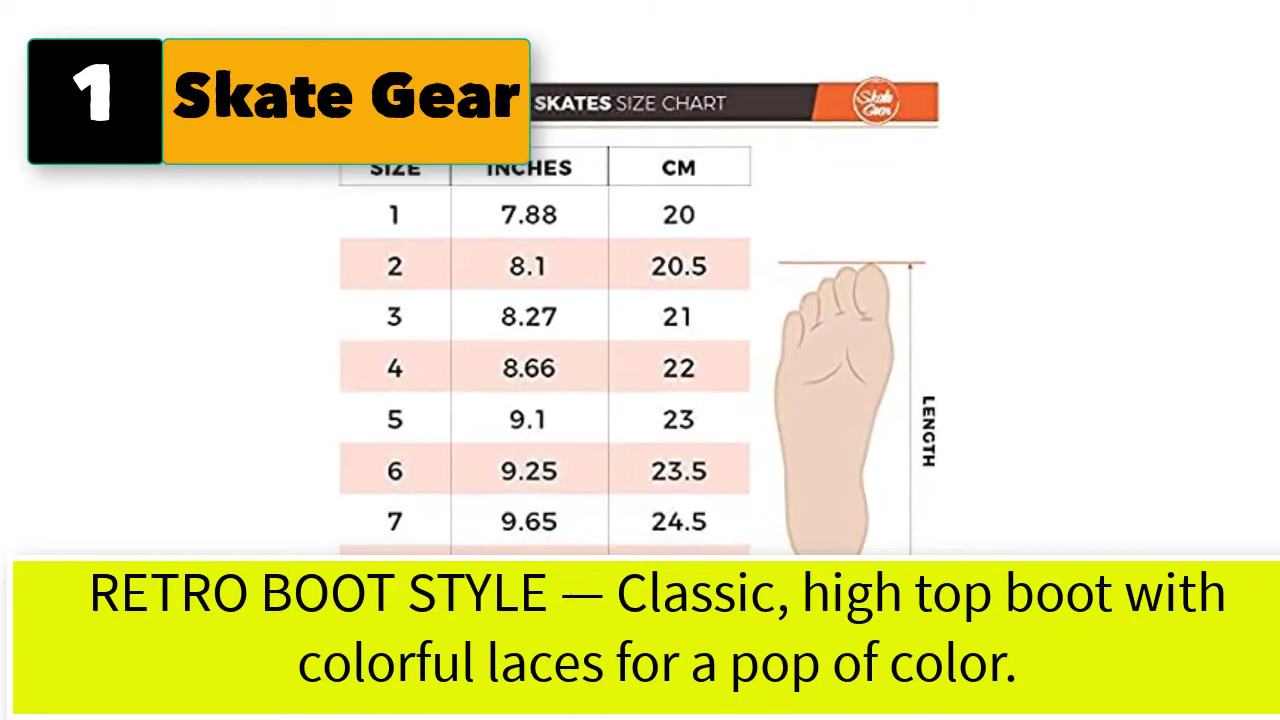 1 Skate Gear
SKATES SIZE CHART
Skate
Gear
SIZE INCHES CM
1 7.88 20
2 8.1 20.5
3 8.27 21
4 8.66 22
5 9.1 23
6 9.25 23.5
7 9.65 24.5
LENGTH
RETRO BOOT STYLE — Classic, high top boot with
colorful laces for a pop of color.